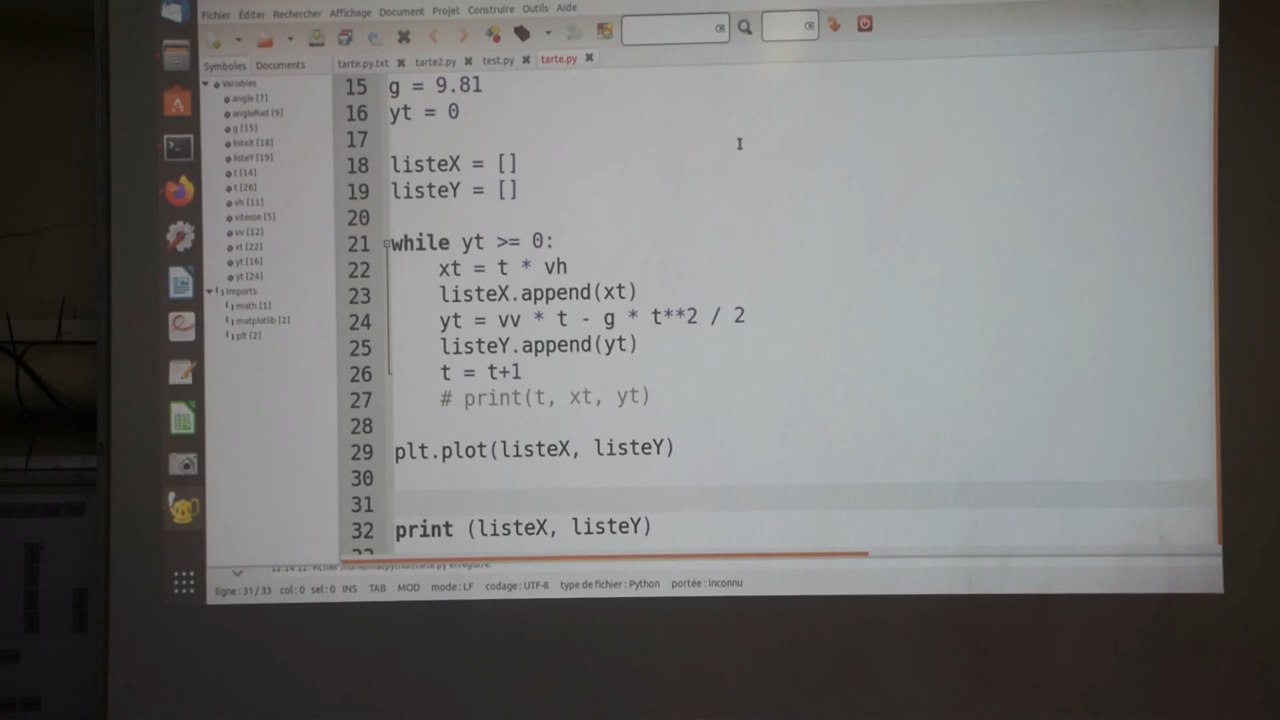 Fichier Éditer Rechercher Affichage Document Projet Construire Outils Aide
Symboles Documents
tarte.py.txt tarte2.py test.py tarte.py
Variables
angle [7]
angleRad [9]
g [15]
listeX [18]
listeY [19]
t [14]
t [26]
vh [11]
vitesse [5]
vv [12]
xt [22]
yt [16]
yt [24]
Imports
math [1]
matplotlib [2]
plt [2]
15 g = 9.81
16 yt = 0
17
18 listeX = []
19 listeY = []
20
21 while yt >= 0:
22 xt = t * vh
23 listeX.append(xt)
24 yt = vv * t - g * t**2 / 2
25 listeY.append(yt)
26 t = t+1
27 # print(t, xt, yt)
28
29 plt.plot(listeX, listeY)
30
31
32 print (listeX, listeY)
ligne : 31 / 33 col : 0 sel : 0 INS TAB MOD mode : LF codage : UTF-8 type de fichier : Python portée : inconnu